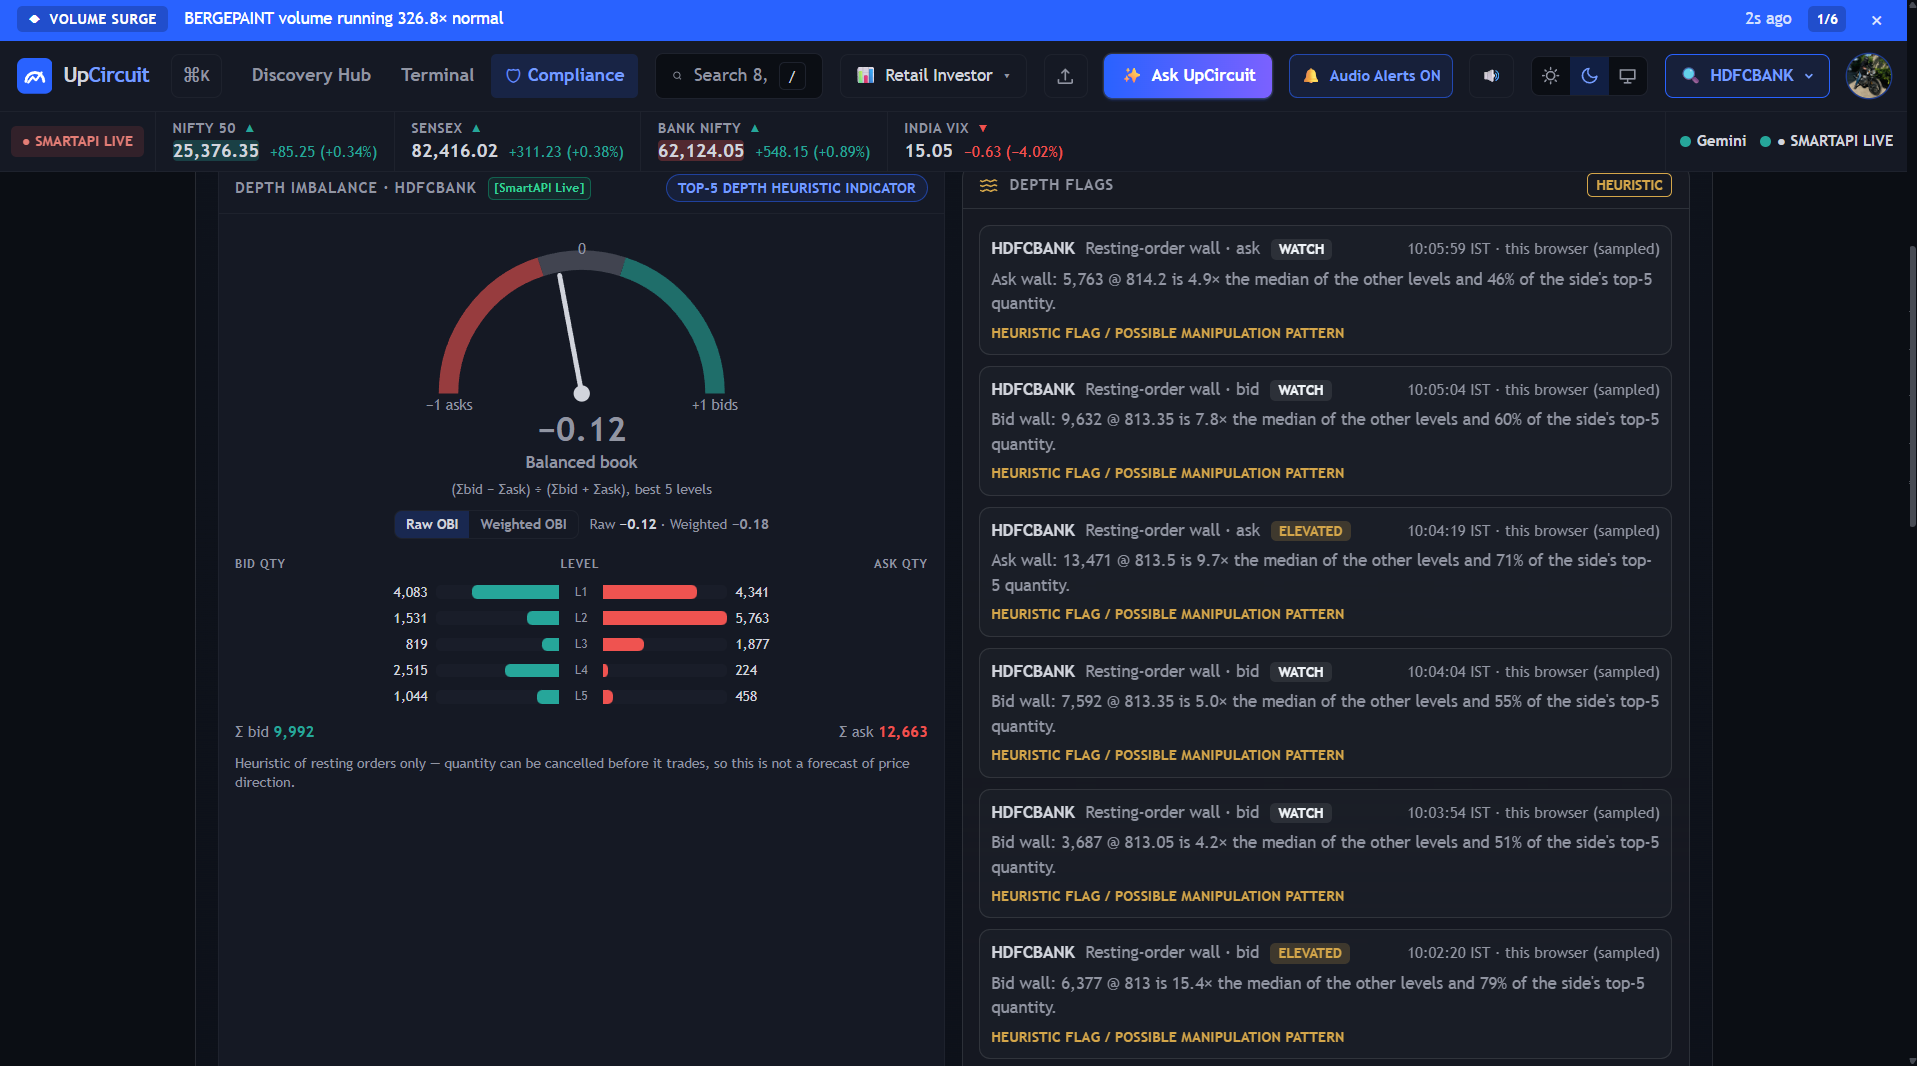 VOLUME SURGE BERGEPAINT volume running 326.8× normal 2s ago 1/6 ×
UpCircuit ⌘K Discovery Hub Terminal Compliance Search 8, / Retail Investor Ask UpCircuit Audio Alerts ON HDFCBANK
SMARTAPI LIVE
NIFTY 50 ▲
25,376.35 +85.25 (+0.34%)
SENSEX ▲
82,416.02 +311.23 (+0.38%)
BANK NIFTY ▲
62,124.05 +548.15 (+0.89%)
INDIA VIX ▼
15.05 −0.63 (−4.02%)
Gemini SMARTAPI LIVE
DEPTH IMBALANCE · HDFCBANK [SmartAPI Live] TOP-5 DEPTH HEURISTIC INDICATOR
0
−1 asks +1 bids
−0.12
Balanced book
(Σbid − Σask) ÷ (Σbid + Σask), best 5 levels
Raw OBI Weighted OBI Raw −0.12 · Weighted −0.18
BID QTY LEVEL ASK QTY
4,083 L1 4,341
1,531 L2 5,763
819 L3 1,877
2,515 L4 224
1,044 L5 458
Σ bid 9,992 Σ ask 12,663
Heuristic of resting orders only — quantity can be cancelled before it trades, so this is not a forecast of price
direction.
DEPTH FLAGS HEURISTIC
HDFCBANK Resting-order wall · ask WATCH 10:05:59 IST · this browser (sampled)
Ask wall: 5,763 @ 814.2 is 4.9× the median of the other levels and 46% of the side's top-5
quantity.
HEURISTIC FLAG / POSSIBLE MANIPULATION PATTERN
HDFCBANK Resting-order wall · bid WATCH 10:05:04 IST · this browser (sampled)
Bid wall: 9,632 @ 813.35 is 7.8× the median of the other levels and 60% of the side's top-5
quantity.
HEURISTIC FLAG / POSSIBLE MANIPULATION PATTERN
HDFCBANK Resting-order wall · ask ELEVATED 10:04:19 IST · this browser (sampled)
Ask wall: 13,471 @ 813.5 is 9.7× the median of the other levels and 71% of the side's top-
5 quantity.
HEURISTIC FLAG / POSSIBLE MANIPULATION PATTERN
HDFCBANK Resting-order wall · bid WATCH 10:04:04 IST · this browser (sampled)
Bid wall: 7,592 @ 813.35 is 5.0× the median of the other levels and 55% of the side's top-5
quantity.
HEURISTIC FLAG / POSSIBLE MANIPULATION PATTERN
HDFCBANK Resting-order wall · bid WATCH 10:03:54 IST · this browser (sampled)
Bid wall: 3,687 @ 813.05 is 4.2× the median of the other levels and 51% of the side's top-5
quantity.
HEURISTIC FLAG / POSSIBLE MANIPULATION PATTERN
HDFCBANK Resting-order wall · bid ELEVATED 10:02:20 IST · this browser (sampled)
Bid wall: 6,377 @ 813 is 15.4× the median of the other levels and 79% of the side's top-5
quantity.
HEURISTIC FLAG / POSSIBLE MANIPULATION PATTERN